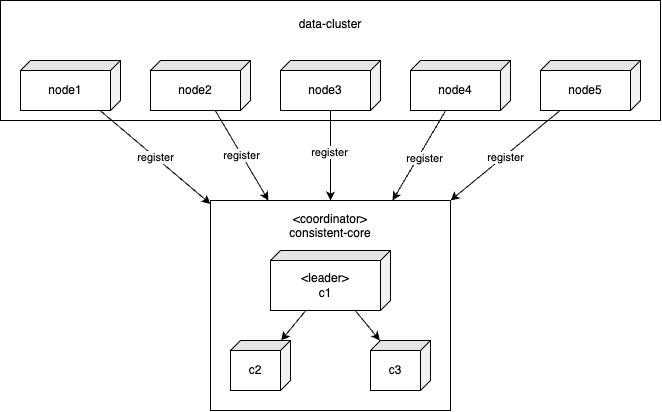 data-cluster
node1
node2
node3
node4
node5
register
register
register
register
register
<coordinator>
consistent-core
<leader>
c1
c2
c3